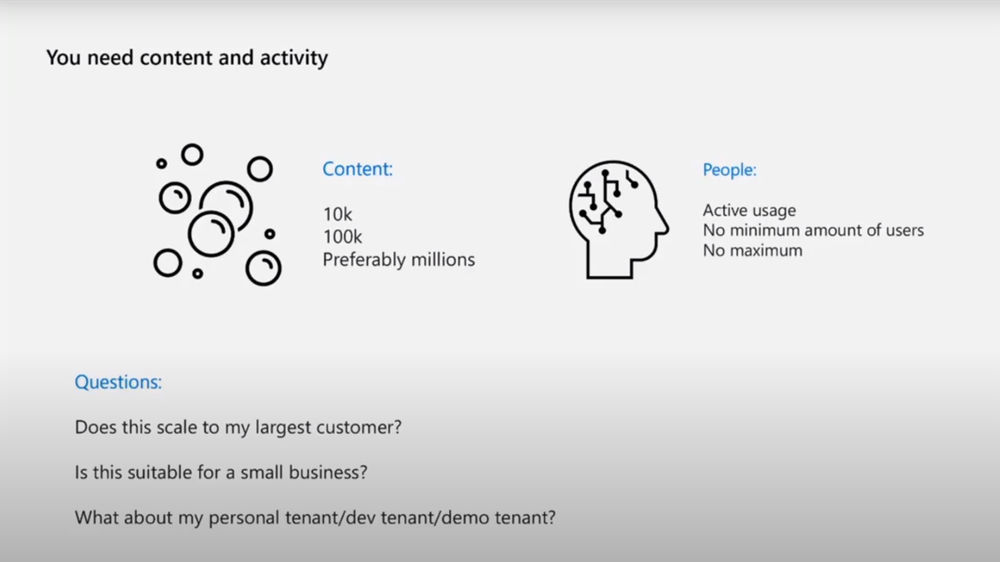 You need content and activity
Content:
10k
100k
Preferably millions
People:
Active usage
No minimum amount of users
No maximum
Questions:
Does this scale to my largest customer?
Is this suitable for a small business?
What about my personal tenant/dev tenant/demo tenant?